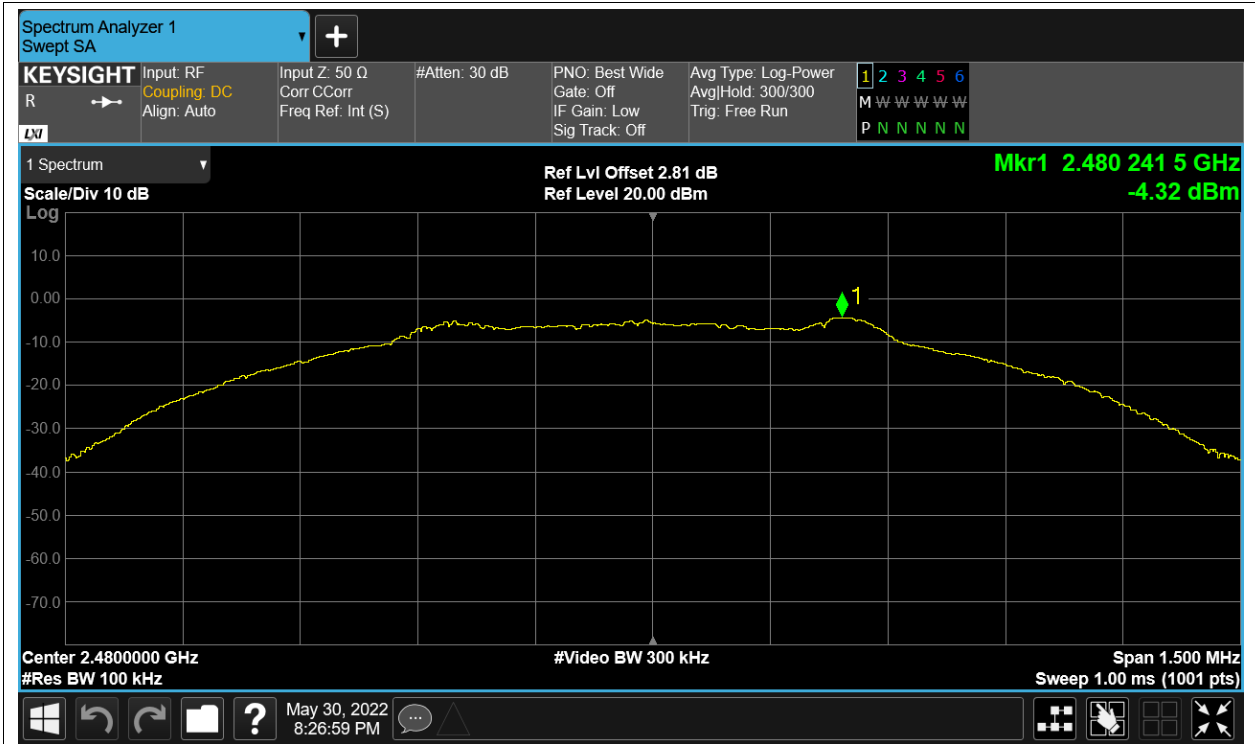 Spectrum Analyzer 1
Swept SA
+
KEYSIGHT
R
LXI
Input: RF
Coupling: DC
Align: Auto
Input Z: 50 Ω
Corr CCorr
Freq Ref: Int (S)
#Atten: 30 dB
PNO: Best Wide
Gate: Off
IF Gain: Low
Sig Track: Off
Avg Type: Log-Power
Avg|Hold: 300/300
Trig: Free Run
1 2 3 4 5 6
M W W W W W W
P N N N N N N
1 Spectrum
Scale/Div 10 dB
Log
Ref Lvl Offset 2.81 dB
Ref Level 20.00 dBm
Mkr1 2.480 241 5 GHz
-4.32 dBm
10.0
0.00
-10.0
-20.0
-30.0
-40.0
-50.0
-60.0
-70.0
1
Center 2.4800000 GHz
#Res BW 100 kHz
#Video BW 300 kHz
Span 1.500 MHz
Sweep 1.00 ms (1001 pts)
?
May 30, 2022
8:26:59 PM